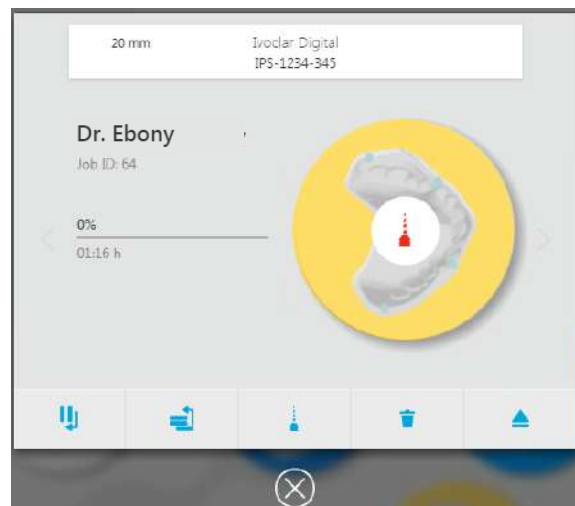 20 mm
Ivoclar Digital
IPS-1234-345
Dr. Ebony
Job ID: 64
0%
01:16 h